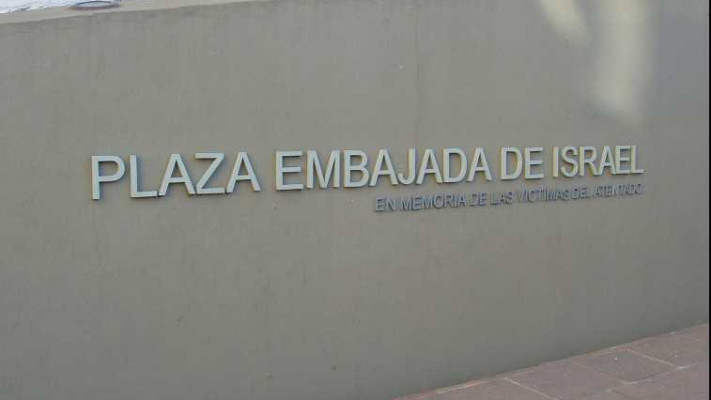 PLAZA EMBAJADA DE ISRAEL
EN MEMORIA DE LAS VICTIMAS DEL ATENTADO